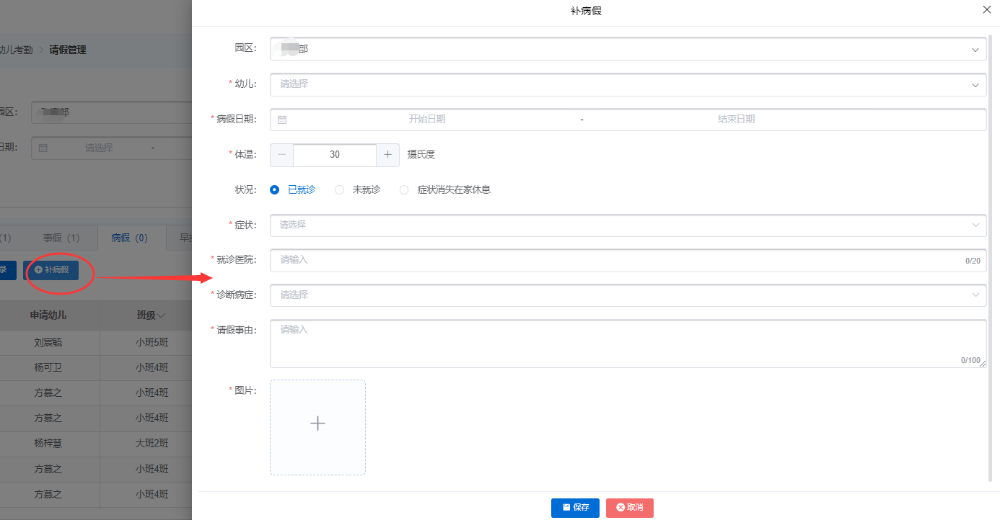 补病假
幼儿考勤 > 请假管理
园区:
部
日期:
请选择
-
(1)
事假（1）
病假（0）
早
录
补病假
申请幼儿
班级
刘宸毓
小班5班
杨可卫
小班4班
方慕之
小班4班
方慕之
小班4班
杨梓慧
大班2班
方慕之
小班4班
方慕之
小班4班
园区:
部
* 幼儿:
请选择
* 病假日期:
开始日期
-
结束日期
* 体温:
30
摄氏度
状况:
已就诊
未就诊
症状消失在家休息
* 症状:
请选择
* 就诊医院:
请输入
0/20
* 诊断病症:
请选择
* 请假事由:
请输入
0/100
* 图片:
保存
取消